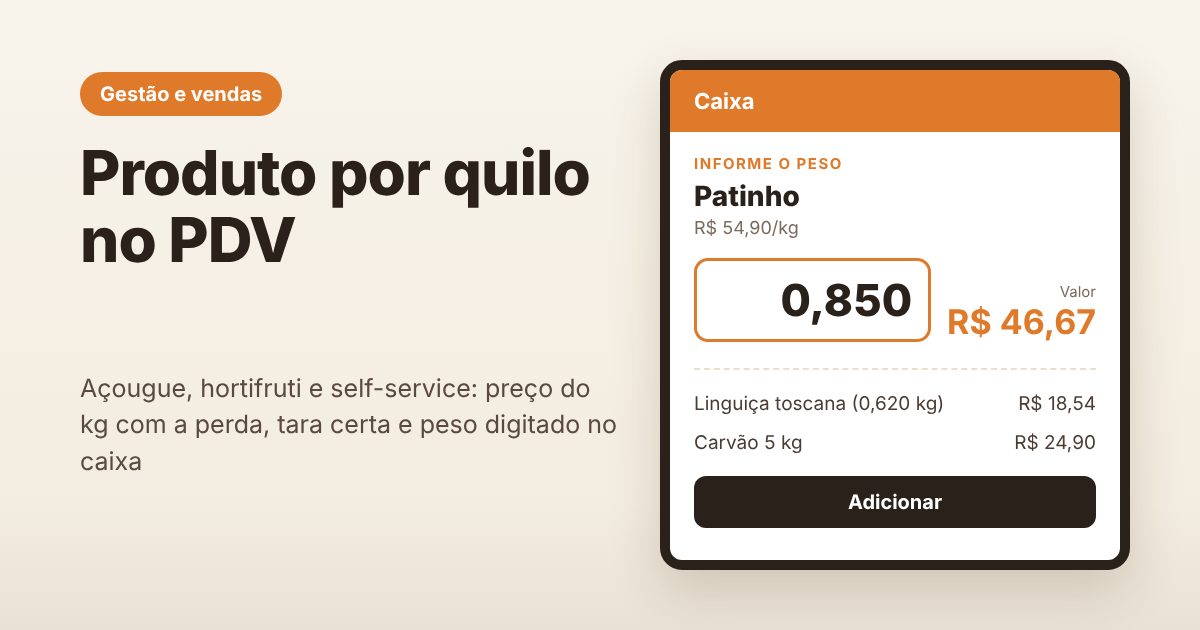 Gestão e vendas
Produto por quilo
no PDV
Açougue, hortifruti e self-service: preço do
kg com a perda, tara certa e peso digitado no
caixa
Caixa
INFORME O PESO
Patinho
R$ 54,90/kg
0,850
Valor
R$ 46,67
Linguiça toscana (0,620 kg) R$ 18,54
Carvão 5 kg R$ 24,90
Adicionar